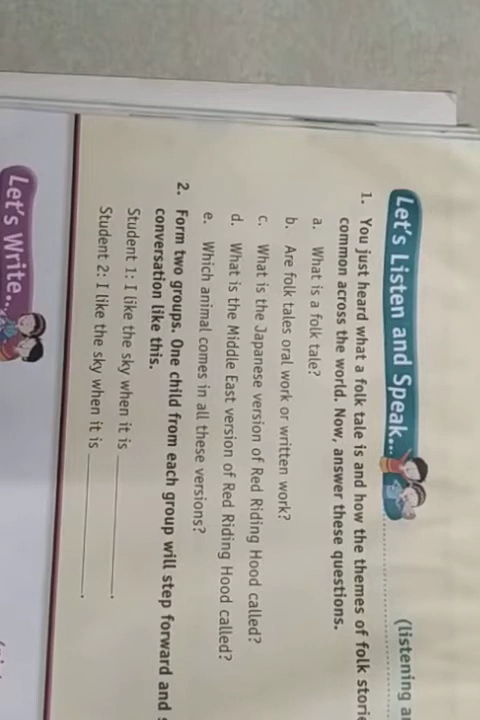 Let's Listen and Speak...
(listening
1. You just heard what a folk tale is and how the themes of folk
common across the world. Now, answer these questions.
a. What is a folk tale?
b. Are folk tales oral work or written work?
c. What is the Japanese version of Red Riding Hood called?
d. What is the Middle East version of Red Riding Hood called?
e. Which animal comes in all these versions?
2. Form two groups. One child from each group will step forward and
conversation like this.
Student 1: I like the sky when it is ____________.
Student 2: I like the sky when it is ____________.
Let's Write...